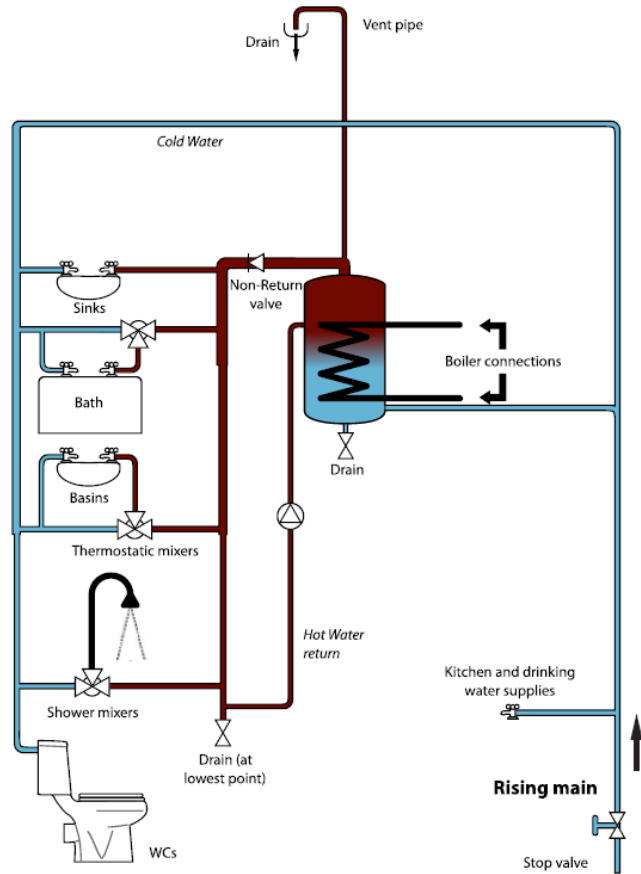 Vent pipe
Drain
Cold Water
Non-Return
valve
Sinks
Boiler connections
Bath
Drain
Basins
Thermostatic mixers
Hot Water
return
Kitchen and drinking
water supplies
Shower mixers
Drain (at
lowest point)
Rising main
WCs
Stop valve